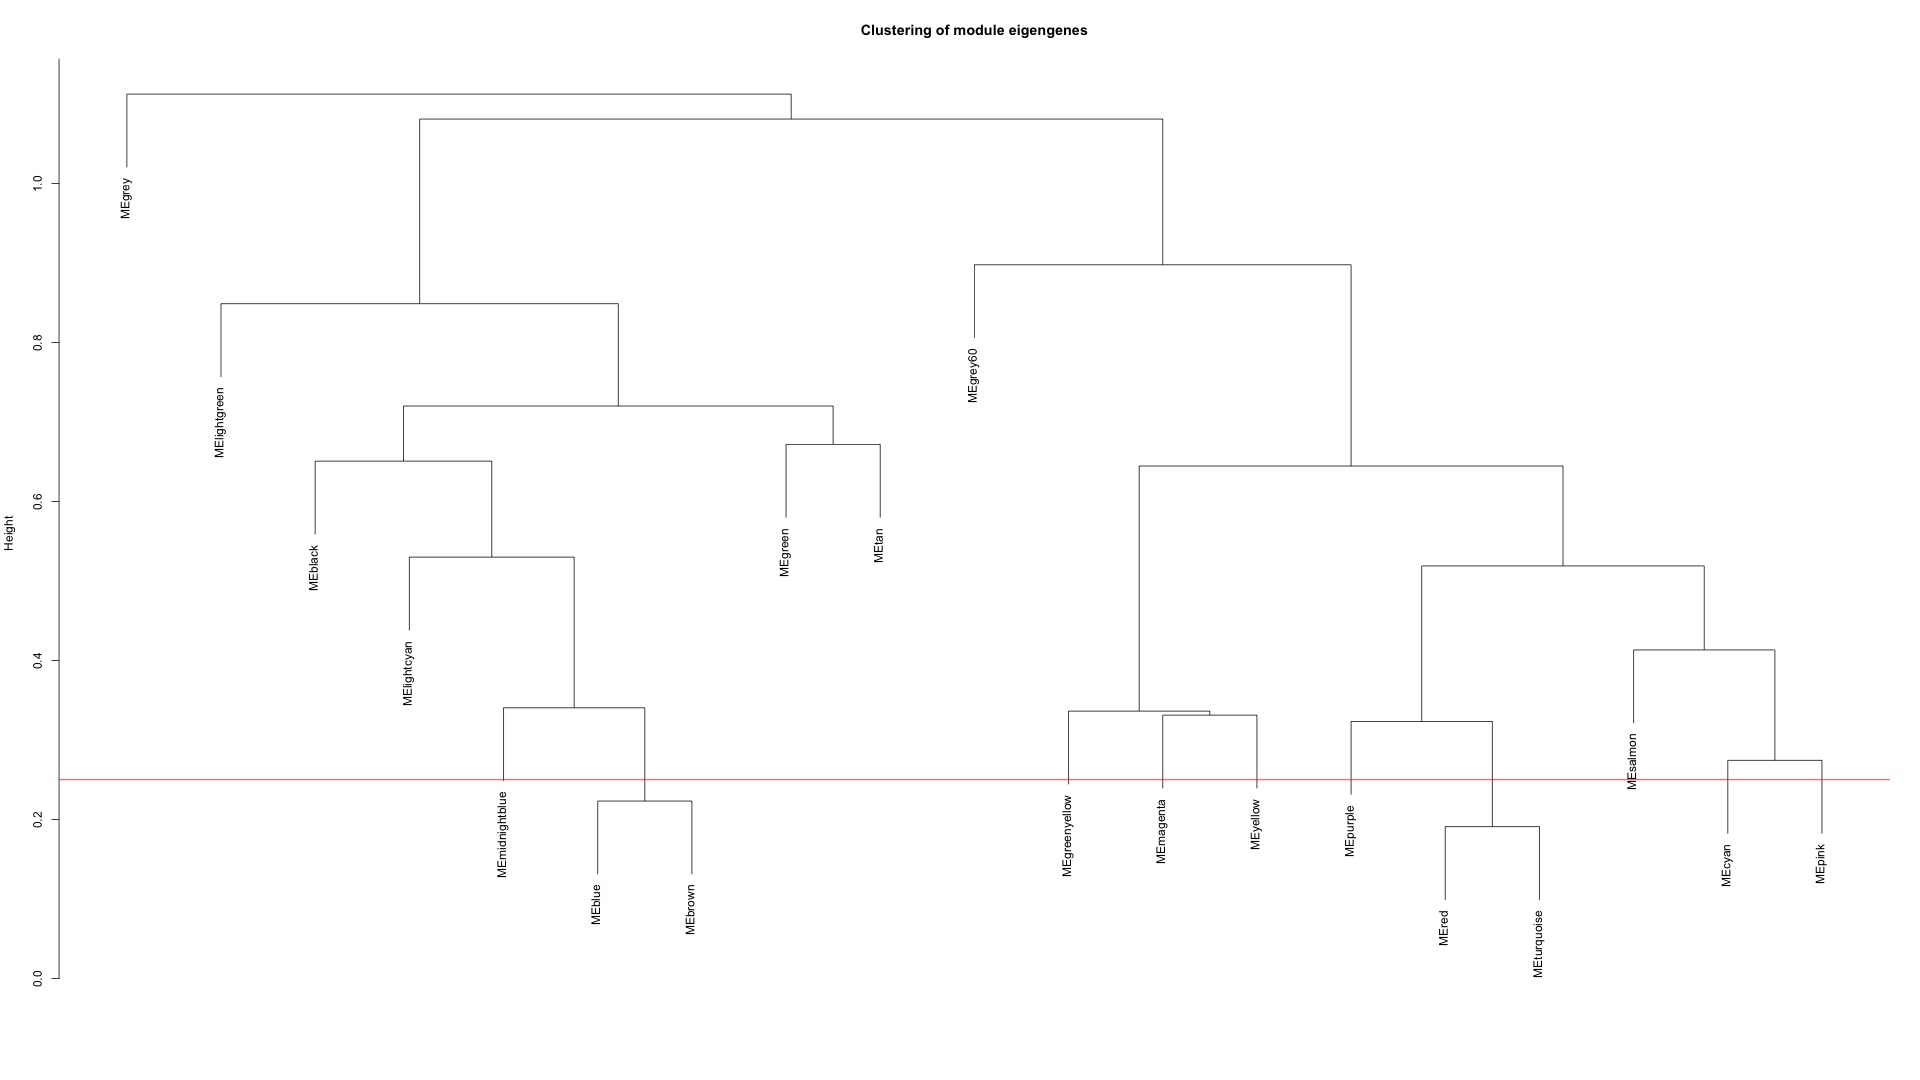 Clustering of module eigengenes
Height
1.0
0.8
0.6
0.4
0.2
0.0
MEgrey
MElightgreen
MEblack
MElightcyan
MEmidnightblue
MEblue
MEbrown
MEgreen
MEtan
MEgrey60
MEgreenyellow
MEmagenta
MEyellow
MEpurple
MEred
MEturquoise
MEsalmon
MEcyan
MEpink